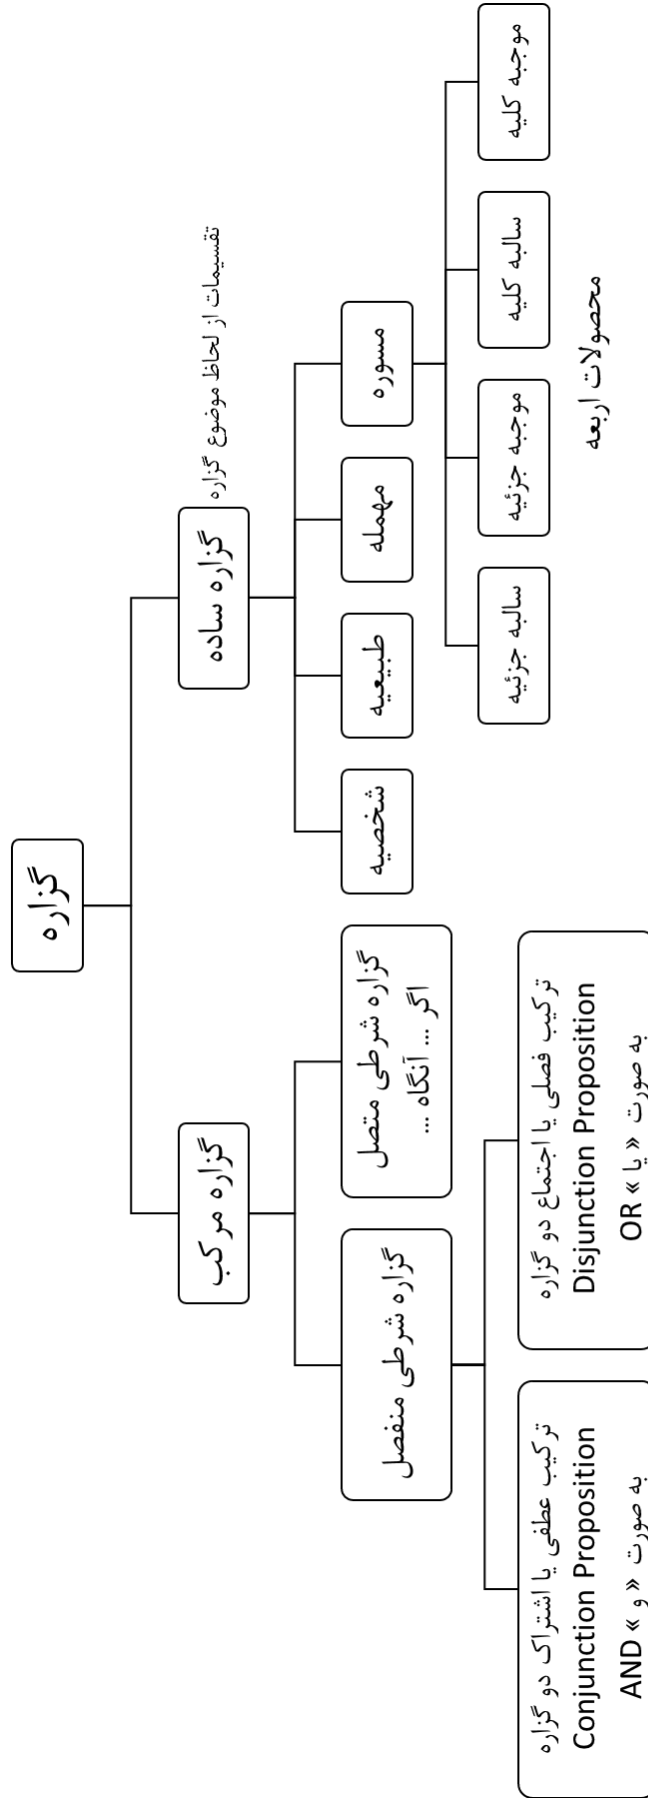 گزاره
گزاره ساده
تقسیمات از لحاظ موضوع گزاره
گزاره مرکب
مسوره
مهمله
طبیعیه
شخصیه
گزاره شرطی متصل
اگر ... آنگاه ...
گزاره شرطی منفصل
موجبه کلیه
سالبه کلیه
موجبه جزئیه
سالبه جزئیه
محصولات اربعه
ترکیب فصلی یا اجتماع دو گزاره
Disjunction Proposition
به صورت « یا » OR
ترکیب عطفی یا اشتراک دو گزاره
Conjunction Proposition
به صورت « و » AND